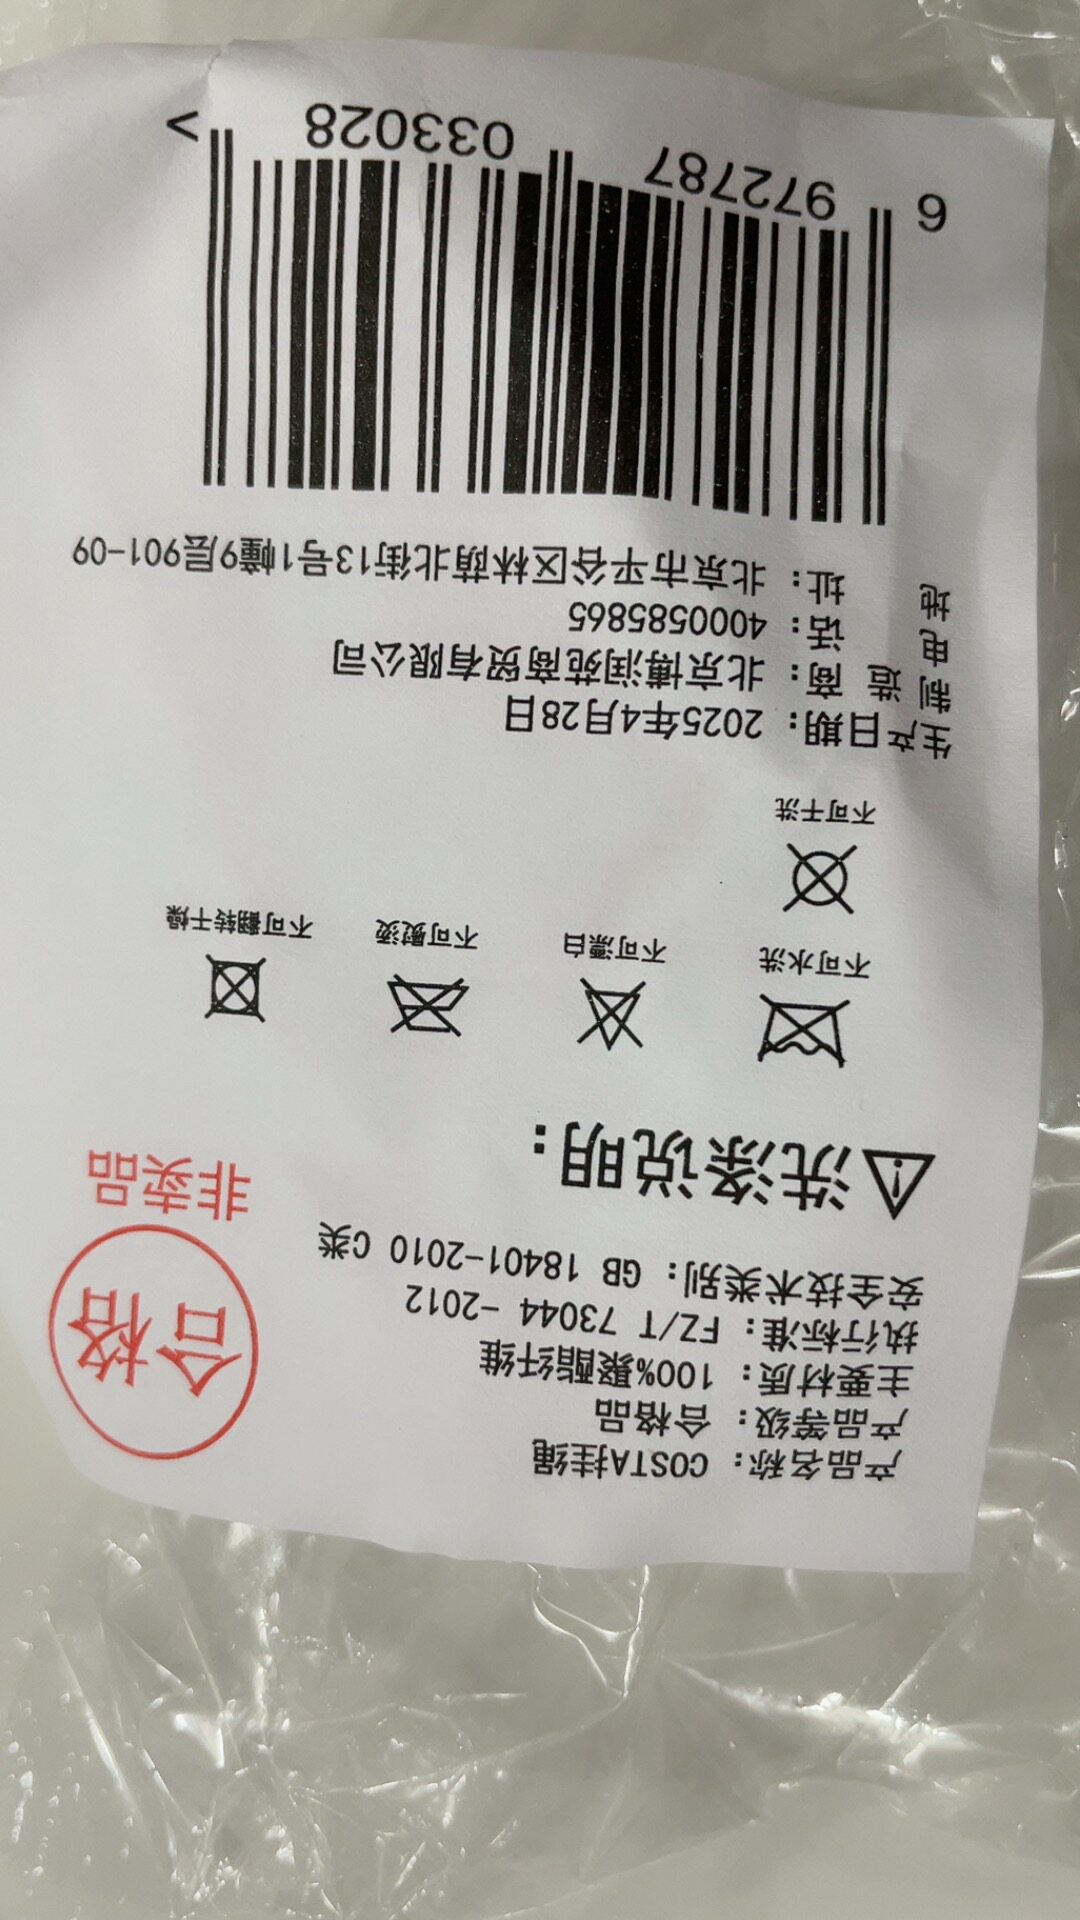 产品名称：COSTA挂绳
产品等级：合格品
主要材质：100%聚酯纤维
执行标准：FZ/T 73044 -2012
安全技术类别：GB 18401-2010 C类
合格
非卖品
洗涤说明：
不可水洗 不可漂白 不可熨烫 不可翻转干燥
不可干洗
生产日期：2025年4月28日
制造商：北京博润苑商贸有限公司
电话：4000585865
地址：北京市平谷区林荫北街13号1幢9层901-09
6 972787 033028 >